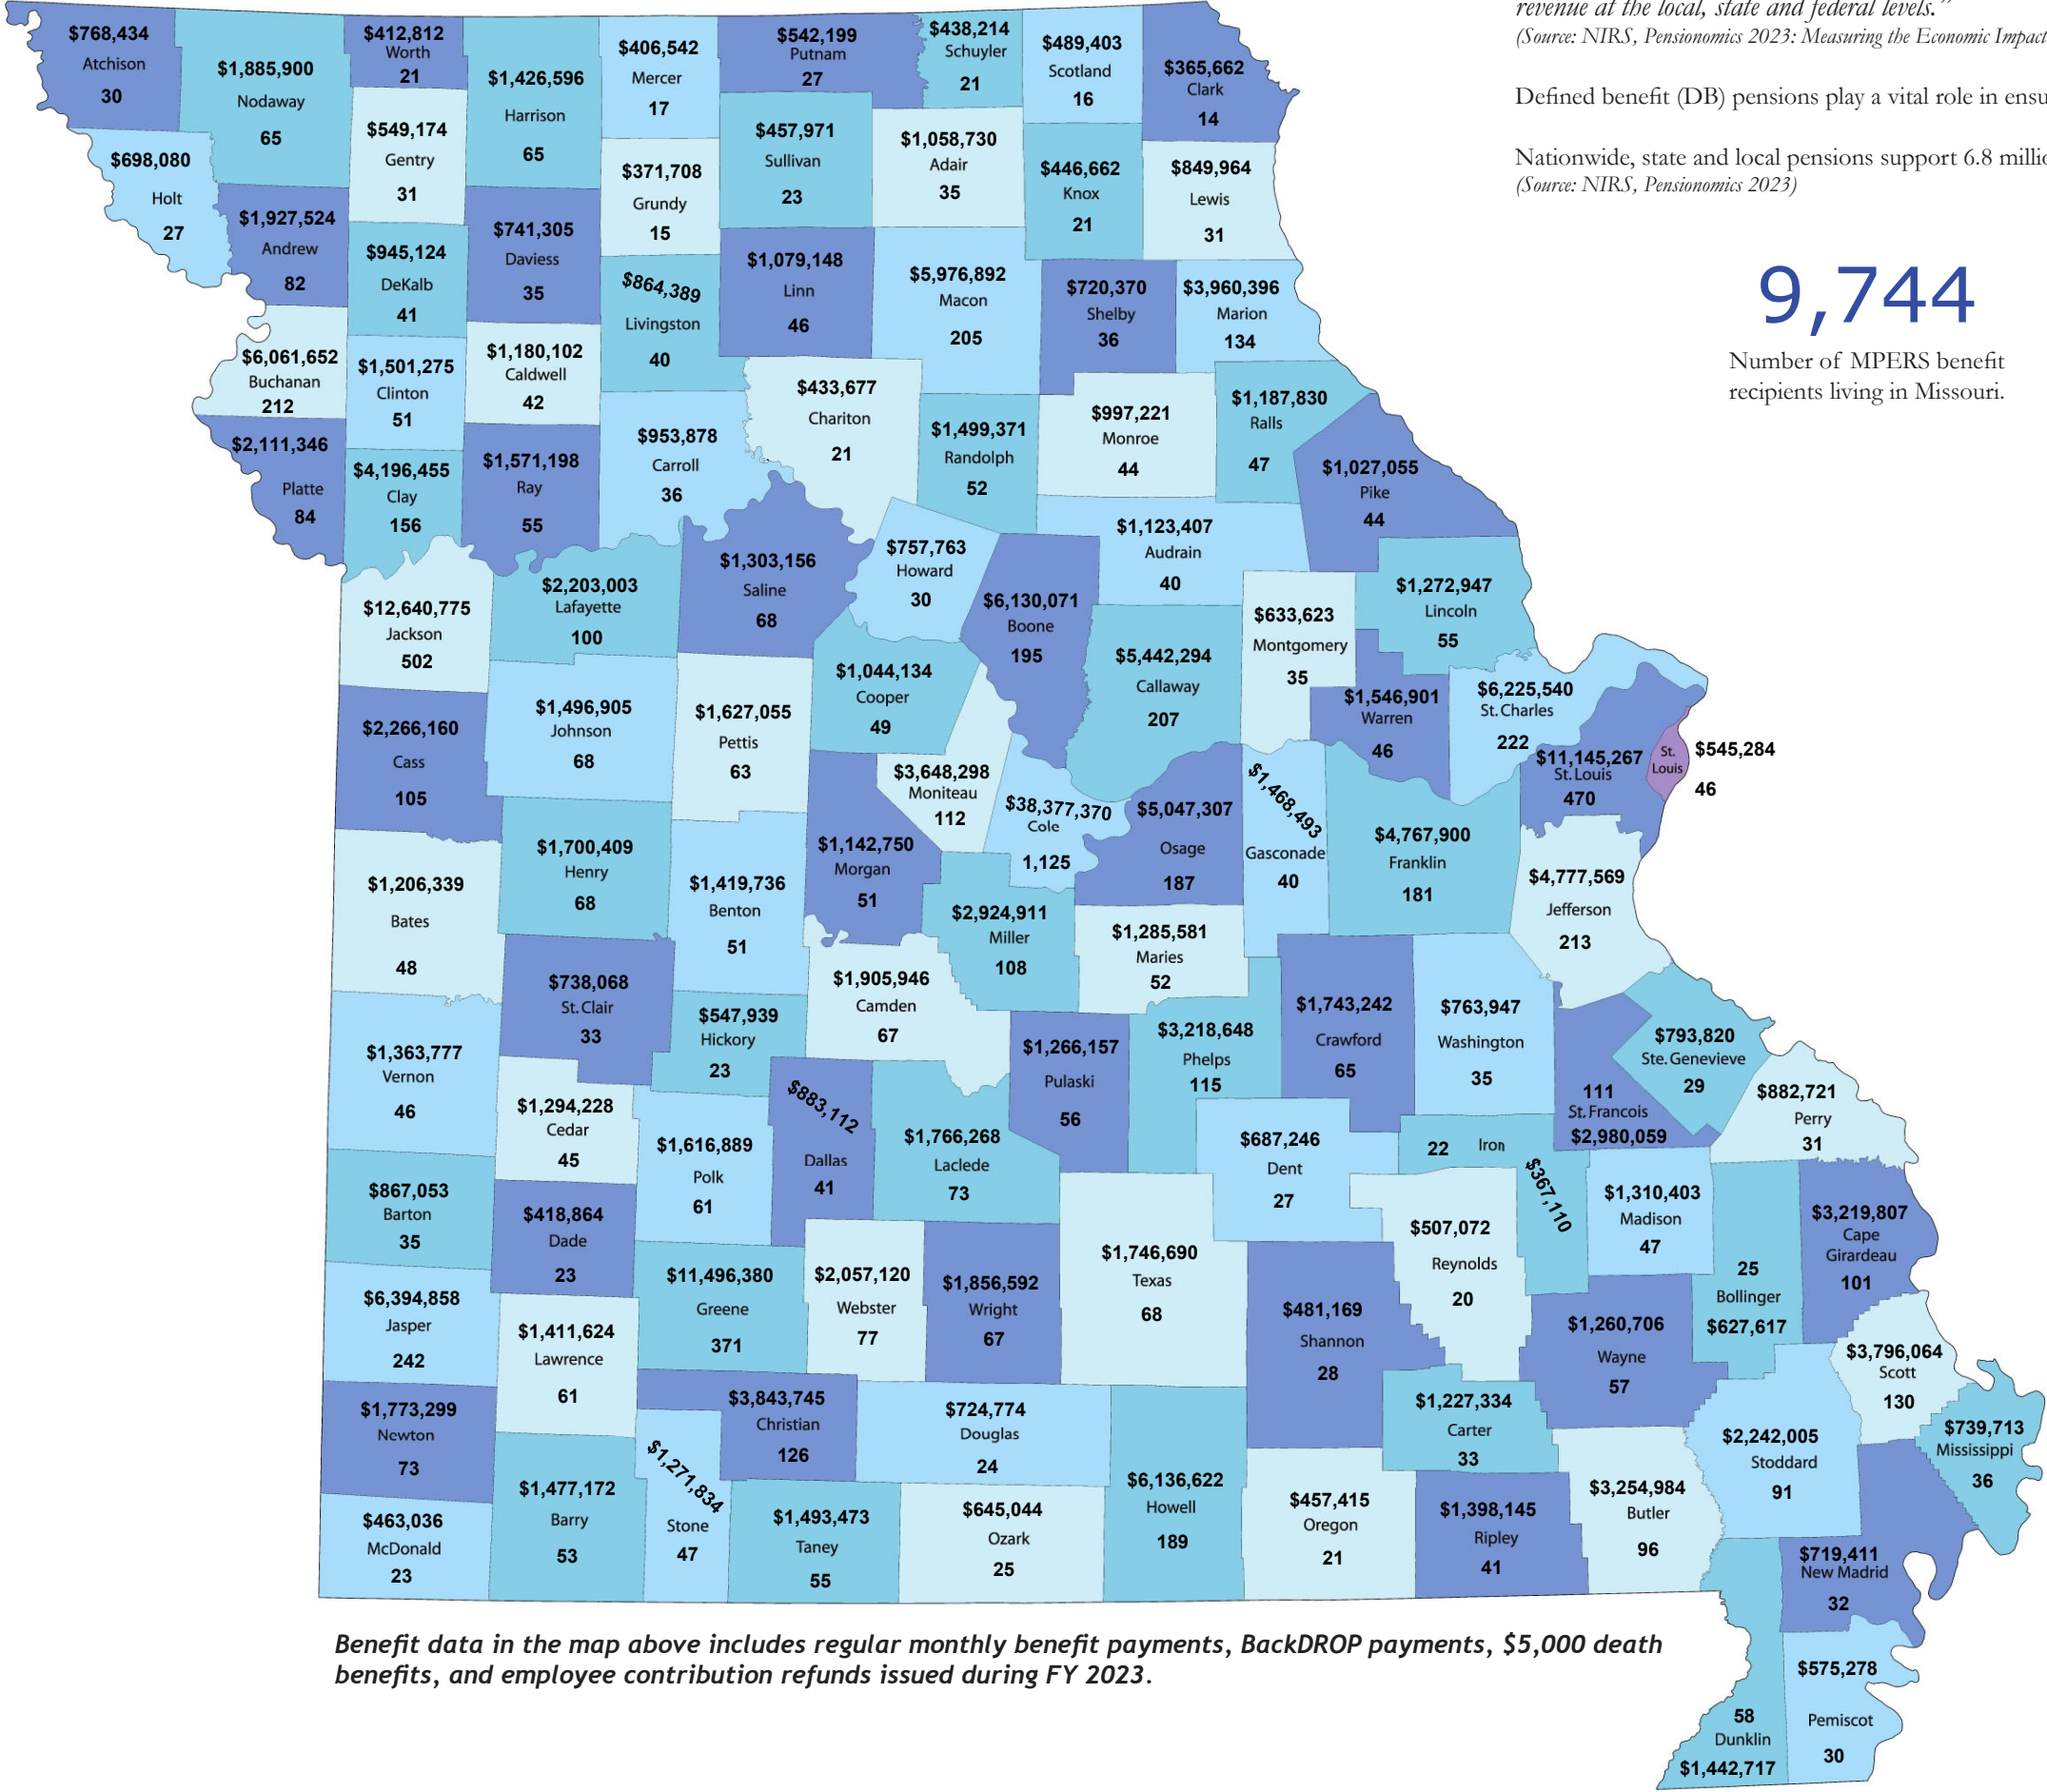 revenue at the local, state and federal levels."
(Source: NIRS, Pensionomics 2023: Measuring the Economic Impact
Defined benefit (DB) pensions play a vital role in ensu
Nationwide, state and local pensions support 6.8 millio
(Source: NIRS, Pensionomics 2023)
9,744
Number of MPERS benefit
recipients living in Missouri.
$768,434
Atchison
30
$1,885,900
Nodaway
65
$412,812
Worth
21
$1,426,596
Harrison
65
$406,542
Mercer
17
$542,199
Putnam
27
$438,214
Schuyler
21
$489,403
Scotland
16
$365,662
Clark
14
$698,080
Holt
27
$549,174
Gentry
31
$371,708
Grundy
15
$457,971
Sullivan
23
$1,058,730
Adair
35
$446,662
Knox
21
$849,964
Lewis
31
$1,927,524
Andrew
82
$945,124
DeKalb
41
$741,305
Daviess
35
$864,389
Livingston
40
$1,079,148
Linn
46
$5,976,892
Macon
205
$720,370
Shelby
36
$3,960,396
Marion
134
$6,061,652
Buchanan
212
$1,501,275
Clinton
51
$1,180,102
Caldwell
42
$433,677
Chariton
21
$1,499,371
Randolph
52
$997,221
Monroe
44
$1,187,830
Ralls
47
$1,027,055
Pike
44
$2,111,346
Platte
84
$4,196,455
Clay
156
$1,571,198
Ray
55
$953,878
Carroll
36
$1,303,156
Saline
68
$757,763
Howard
30
$6,130,071
Boone
195
$1,123,407
Audrain
40
$633,623
Montgomery
35
$1,272,947
Lincoln
55
$12,640,775
Jackson
502
$2,203,003
Lafayette
100
$1,044,134
Cooper
49
$5,442,294
Callaway
207
$1,546,901
Warren
46
$6,225,540
St. Charles
222
$11,145,267
St. Louis
470
St.
Louis
$545,284
46
$2,266,160
Cass
105
$1,496,905
Johnson
68
$1,627,055
Pettis
63
$3,648,298
Moniteau
112
$38,377,370
Cole
1,125
$5,047,307
Osage
187
$1,468,493
Gasconade
40
$4,767,900
Franklin
181
$4,777,569
Jefferson
213
$1,206,339
Bates
48
$1,700,409
Henry
68
$1,419,736
Benton
51
$1,142,750
Morgan
51
$2,924,911
Miller
108
$1,285,581
Maries
52
$738,068
St. Clair
33
$547,939
Hickory
23
$1,905,946
Camden
67
$1,266,157
Pulaski
56
$3,218,648
Phelps
115
$1,743,242
Crawford
65
$763,947
Washington
35
111
St. Francois
$2,980,059
$793,820
Ste. Genevieve
29
$882,721
Perry
31
$1,363,777
Vernon
46
$1,294,228
Cedar
45
$1,616,889
Polk
61
$883,112
Dallas
41
$1,766,268
Laclede
73
$687,246
Dent
27
22 Iron
$367,110
$1,310,403
Madison
47
$867,053
Barton
35
$418,864
Dade
23
$11,496,380
Greene
371
$2,057,120
Webster
77
$1,856,592
Wright
67
$1,746,690
Texas
68
$481,169
Shannon
28
$507,072
Reynolds
20
$1,260,706
Wayne
57
25
Bollinger
$627,617
$3,219,807
Cape
Girardeau
101
$6,394,858
Jasper
242
$1,411,624
Lawrence
61
$3,843,745
Christian
126
$724,774
Douglas
24
$6,136,622
Howell
189
$1,227,334
Carter
33
$2,242,005
Stoddard
91
$3,796,064
Scott
130
$739,713
Mississippi
36
$1,773,299
Newton
73
$463,036
McDonald
23
$1,477,172
Barry
53
$1,271,834
Stone
47
$1,493,473
Taney
55
$645,044
Ozark
25
$457,415
Oregon
21
$1,398,145
Ripley
41
$3,254,984
Butler
96
$719,411
New Madrid
32
$575,278
Pemiscot
30
58
Dunklin
$1,442,717
Benefit data in the map above includes regular monthly benefit payments, BackDROP payments, $5,000 death
benefits, and employee contribution refunds issued during FY 2023.